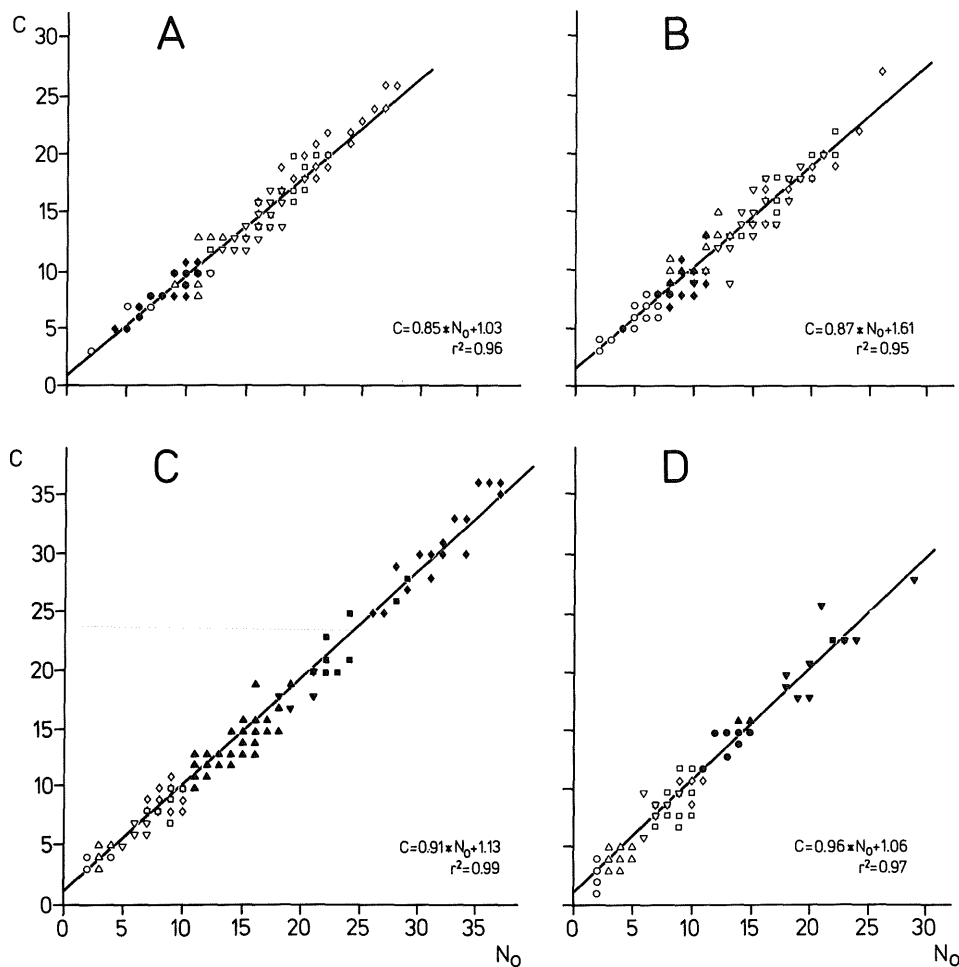 C
A
B
30
25
20
15
10
5
0
C=0.85*N₀+1.03
r²=0.96
C=0.87*N₀+1.61
r²=0.95
C
C
D
35
30
25
20
15
10
5
0
C=0.91*N₀+1.13
r²=0.99
C=0.96*N₀+1.06
r²=0.97
0 5 10 15 20 25 30 35
N₀
0 5 10 15 20 25 30
N₀